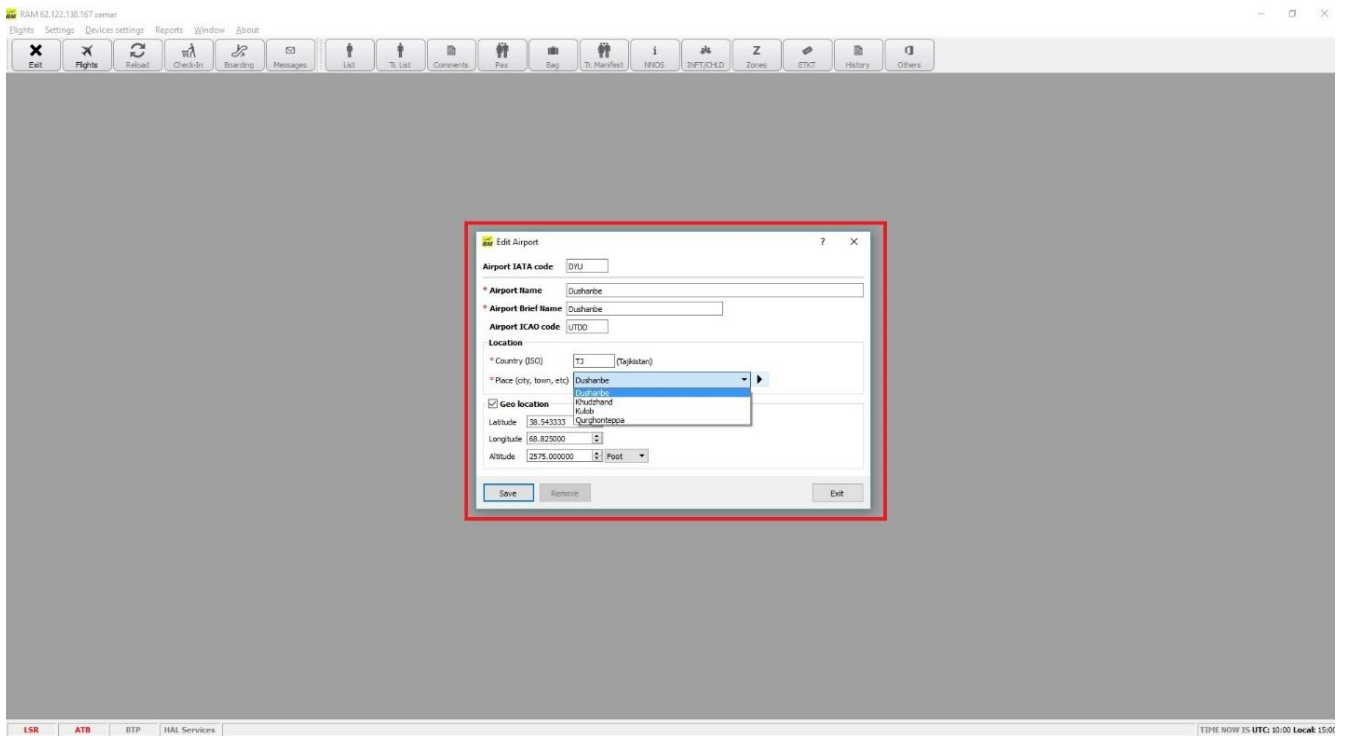 RAM 62.122.138.167 zamar
Flights Settings Devices settings Reports Window About
Exit Flights Reload Check-In Boarding Messages List Tr. List Comments Pax Bag Tr. Manifest NNOS INFT/CHLD Zones ETKT History Others
Edit Airport ?
Airport IATA code DYU
* Airport Name Dushanbe
* Airport Brief Name Dushanbe
Airport ICAO code UTDD
Location
* Country (ISO) TJ (Tajikistan)
* Place (city, town, etc) Dushanbe
Dushanbe
Khudzhand
Kulob
Qurghonteppa
Geo location
Latitude 38.543333
Longitude 68.825000
Altitude 2575.000000 Foot
Save Remove Exit
LSR ATB BTP HAL Services TIME NOW IS UTC: 10:00 Local: 15:00